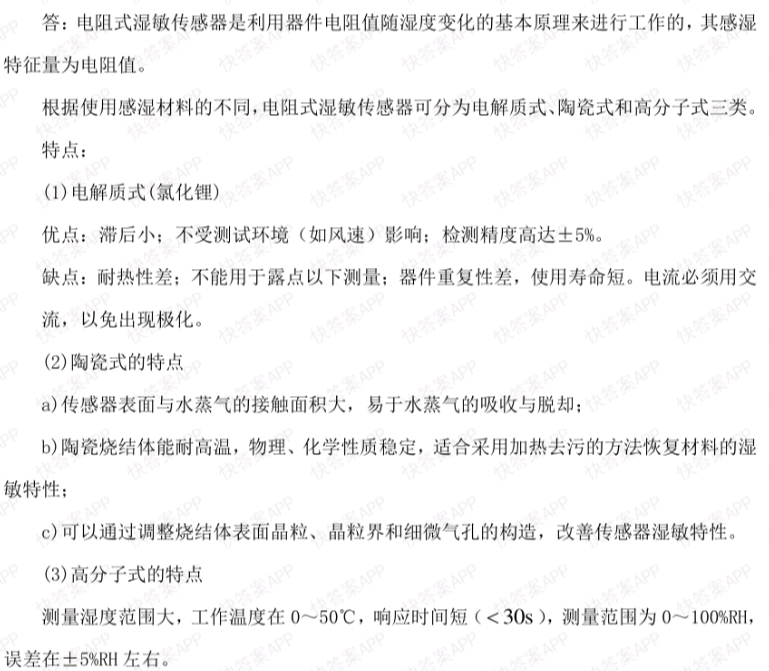 答：电阻式湿敏传感器是利用器件电阻值随湿度变化的基本原理来进行工作的，其感湿
特征量为电阻值。
根据使用感湿材料的不同，电阻式湿敏传感器可分为电解质式、陶瓷式和高分子式三类。
特点：
(1)电解质式(氯化锂)
优点：滞后小；不受测试环境（如风速）影响；检测精度高达±5%。
缺点：耐热性差；不能用于露点以下测量；器件重复性差，使用寿命短。电流必须用交
流，以免出现极化。
(2)陶瓷式的特点
a)传感器表面与水蒸气的接触面积大，易于水蒸气的吸收与脱却；
b)陶瓷烧结体能耐高温，物理、化学性质稳定，适合采用加热去污的方法恢复材料的湿
敏特性；
c)可以通过调整烧结体表面晶粒、晶粒界和细微气孔的构造，改善传感器湿敏特性。
(3)高分子式的特点
测量湿度范围大，工作温度在 0～50℃，响应时间短（＜30s），测量范围为 0～100%RH，
误差在±5%RH 左右。
快答案APP